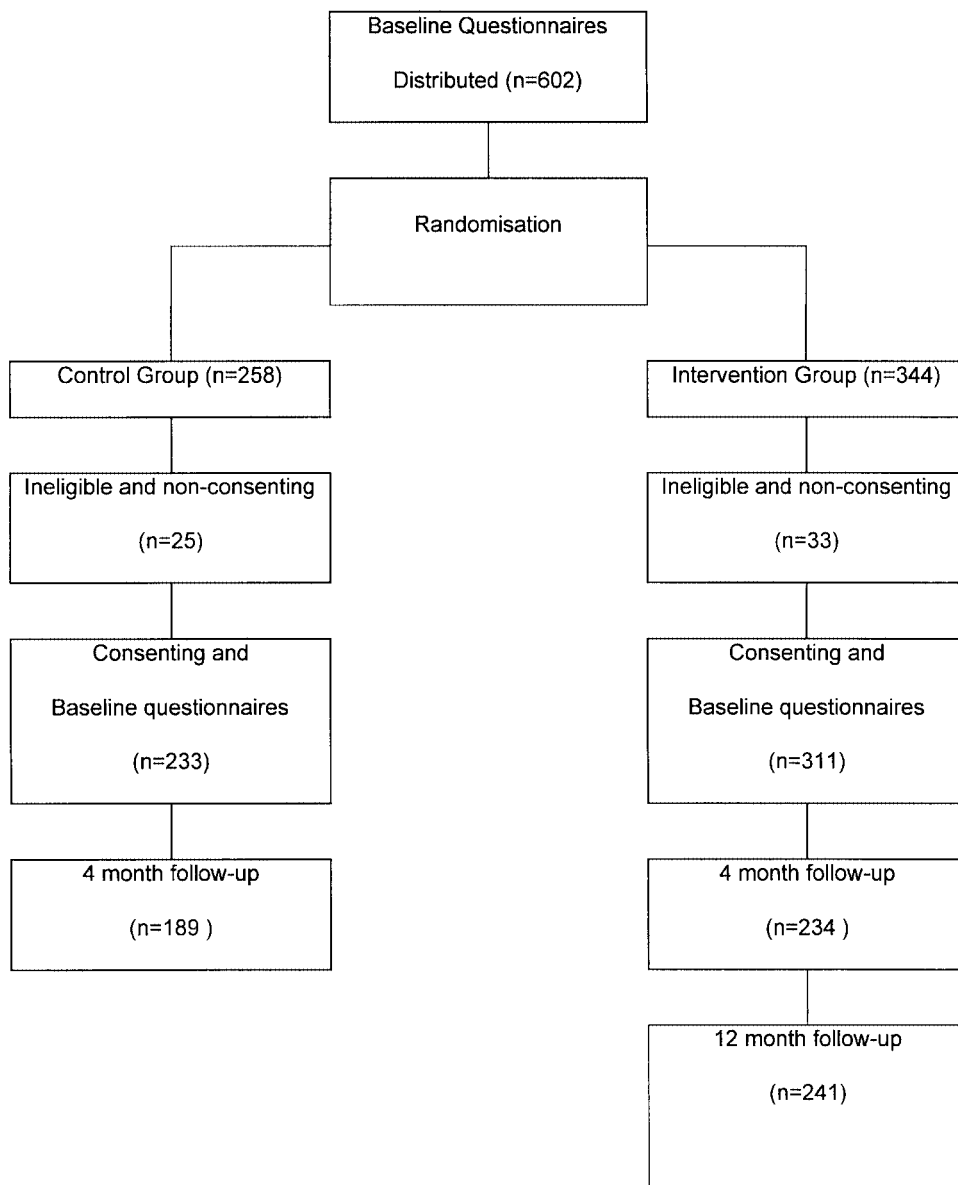 Baseline Questionnaires
Distributed (n=602)
Randomisation
Control Group (n=258)
Intervention Group (n=344)
Ineligible and non-consenting
(n=25)
Ineligible and non-consenting
(n=33)
Consenting and
Baseline questionnaires
(n=233)
Consenting and
Baseline questionnaires
(n=311)
4 month follow-up
(n=189 )
4 month follow-up
(n=234 )
12 month follow-up
(n=241)